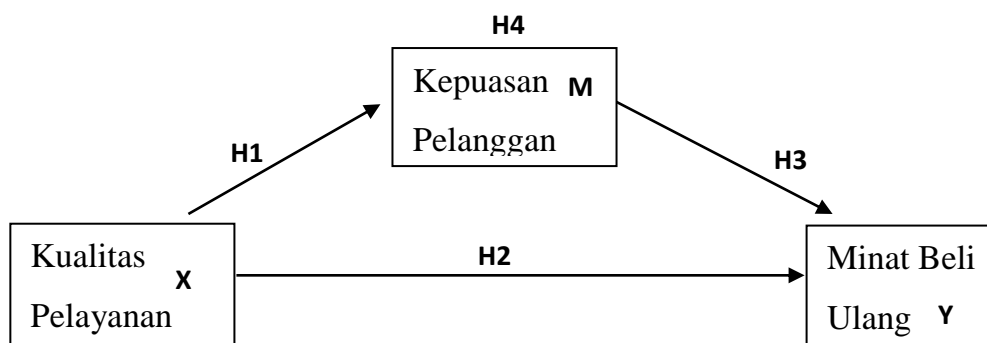 H4
Kepuasan M
Pelanggan
H1
H3
Kualitas
X
Pelayanan
H2
Minat Beli
Ulang Y